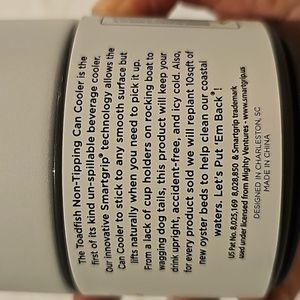 The Toadfish Non-Tipping Can Cooler is the
first of its kind un-spillable beverage cooler.
Our innovative Smartgrip® technology allows the
Can Cooler to stick to any smooth surface but
lifts naturally when you need to pick it up.
From a lack of cup holders on rocking boat to
wagging dog tails, this product will keep your
drink upright, accident-free, and icy cold. Also,
for every product sold we will replant 10sqft of
new oyster beds to help clean our coastal
waters. Let's Put 'Em Back®!
US Pat No. 8,025,169 8,028,850 & Smartgrip trademark
used under licensed from Mighty Ventures - www.smartgrip.us
DESIGNED IN CHARLESTON, SC
MADE IN CHINA